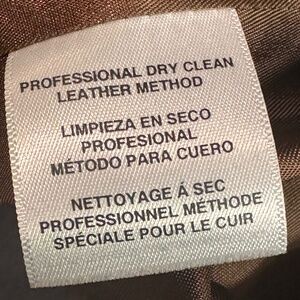 PROFESSIONAL DRY CLEAN
LEATHER METHOD
LIMPIEZA EN SECO
PROFESIONAL
MÉTODO PARA CUERO
NETTOYAGE Á SEC
PROFESSIONNEL MÉTHODE
SPÉCIALE POUR LE CUIR